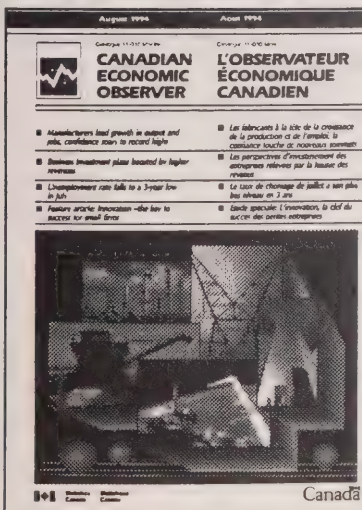 August 1994
Août 1994
CANADIAN
ECONOMIC
OBSERVER
L'OBSERVATEUR
ÉCONOMIQUE
CANADIEN
Manufacturers lead growth in output and
jobs, confidence soars to record highs
Business investment plans boosted by higher
revenues
Unemployment rate falls to a 3-year low
in July
Feature article: Innovation -the key to
success for small firms
Les fabricants à la tête de la croissance
de la production et de l'emploi, la
confiance touche de nouveaux sommets
Les perspectives d'investissement des
entreprises relevées par la hausse des
revenus
Le taux de chômage de juillet a son plus
bas niveau en 3 ans
Étude spéciale: L'innovation, la clef du
succès des petites entreprises
Statistics
Canada
Statistique
Canada
Canada